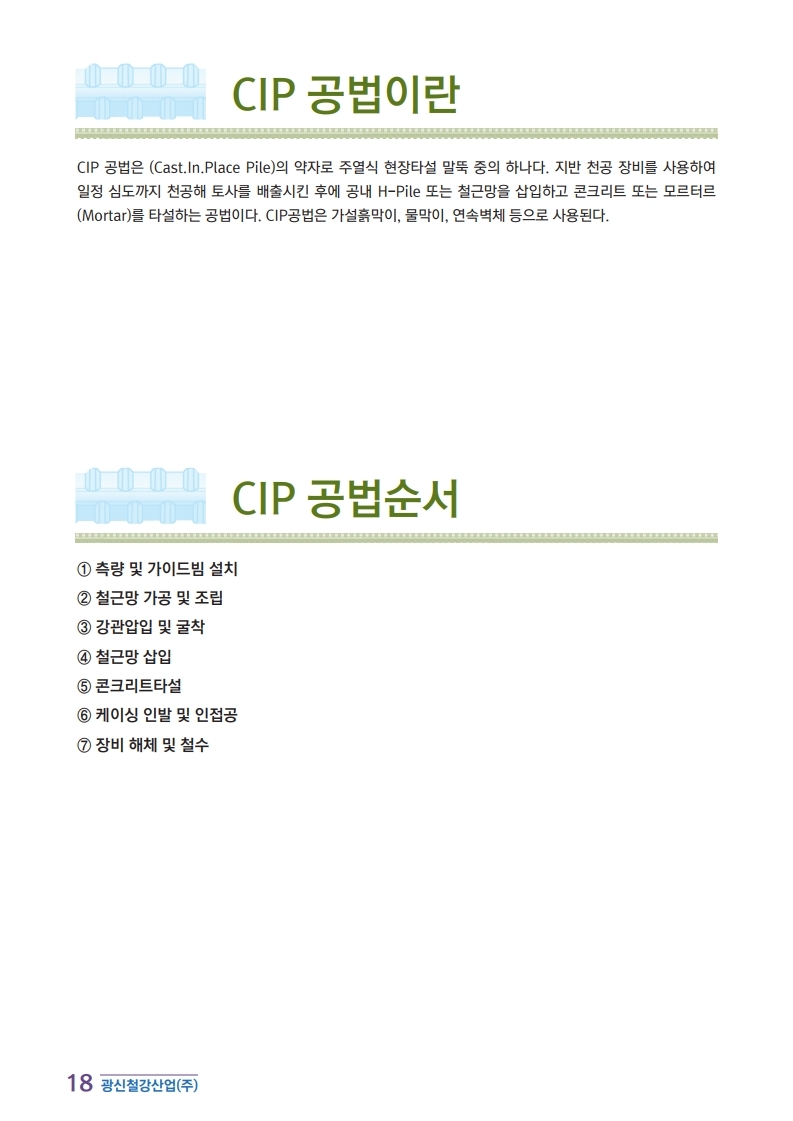 CIP 공법이란
CIP 공법은 (Cast.In.Place Pile)의 약자로 주열식 현장타설 말뚝 중의 하나다. 지반 천공 장비를 사용하여
일정 심도까지 천공해 토사를 배출시킨 후에 공내 H-Pile 또는 철근망을 삽입하고 콘크리트 또는 모르터르
(Mortar)를 타설하는 공법이다. CIP공법은 가설흙막이, 물막이, 연속벽체 등으로 사용된다.
CIP 공법순서
① 측량 및 가이드빔 설치
② 철근망 가공 및 조립
③ 강관압입 및 굴착
④ 철근망 삽입
⑤ 콘크리트타설
⑥ 케이싱 인발 및 인접공
⑦ 장비 해체 및 철수
18 광신철강산업(주)